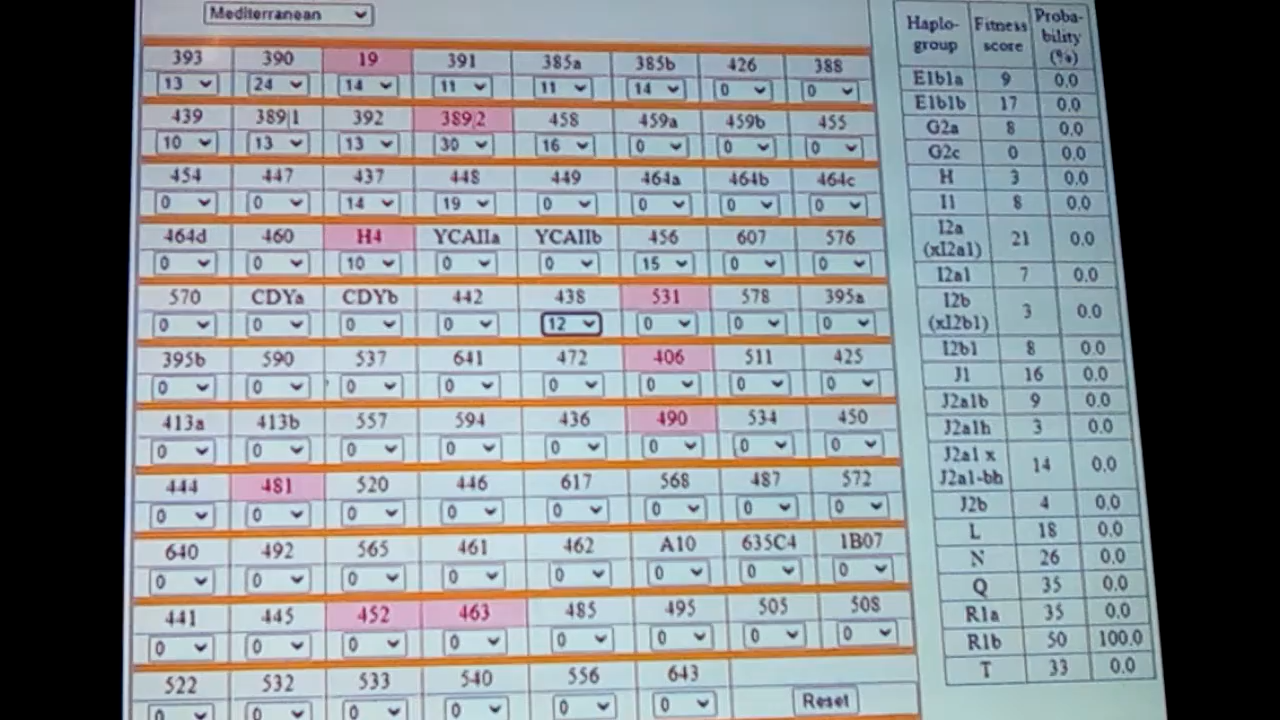 Mediterranean
393 390 19 391 385a 385b 426 388
13 24 14 11 11 14 0 0
439 389|1 392 389|2 458 459a 459b 455
10 13 13 30 16 0 0 0
454 447 437 448 449 464a 464b 464c
0 0 14 19 0 0 0 0
464d 460 H4 YCAIIa YCAIIb 456 607 576
0 0 10 0 0 15 0 0
570 CDYa CDYb 442 438 531 578 395a
0 0 0 0 12 0 0 0
395b 590 537 641 472 406 511 425
0 0 0 0 0 0 0 0
413a 413b 557 594 436 490 534 450
0 0 0 0 0 0 0 0
444 481 520 446 617 568 487 572
0 0 0 0 0 0 0 0
640 492 565 461 462 A10 635C4 1B07
0 0 0 0 0 0 0 0
441 445 452 463 485 495 505 508
0 0 0 0 0 0 0 0
522 532 533 540 556 643
0 0 0 0 0 0 Reset
Haplo-group Fitness score Proba-bility (%)
E1b1a 9 0.0
E1b1b 17 0.0
G2a 8 0.0
G2c 0 0.0
H 3 0.0
I1 8 0.0
I2a (xI2a1) 21 0.0
I2a1 7 0.0
I2b (xI2b1) 3 0.0
I2b1 8 0.0
J1 16 0.0
J2a1b 9 0.0
J2a1h 3 0.0
J2a1 x J2a1-bh 14 0.0
J2b 4 0.0
L 18 0.0
N 26 0.0
Q 35 0.0
R1a 35 0.0
R1b 50 100.0
T 33 0.0